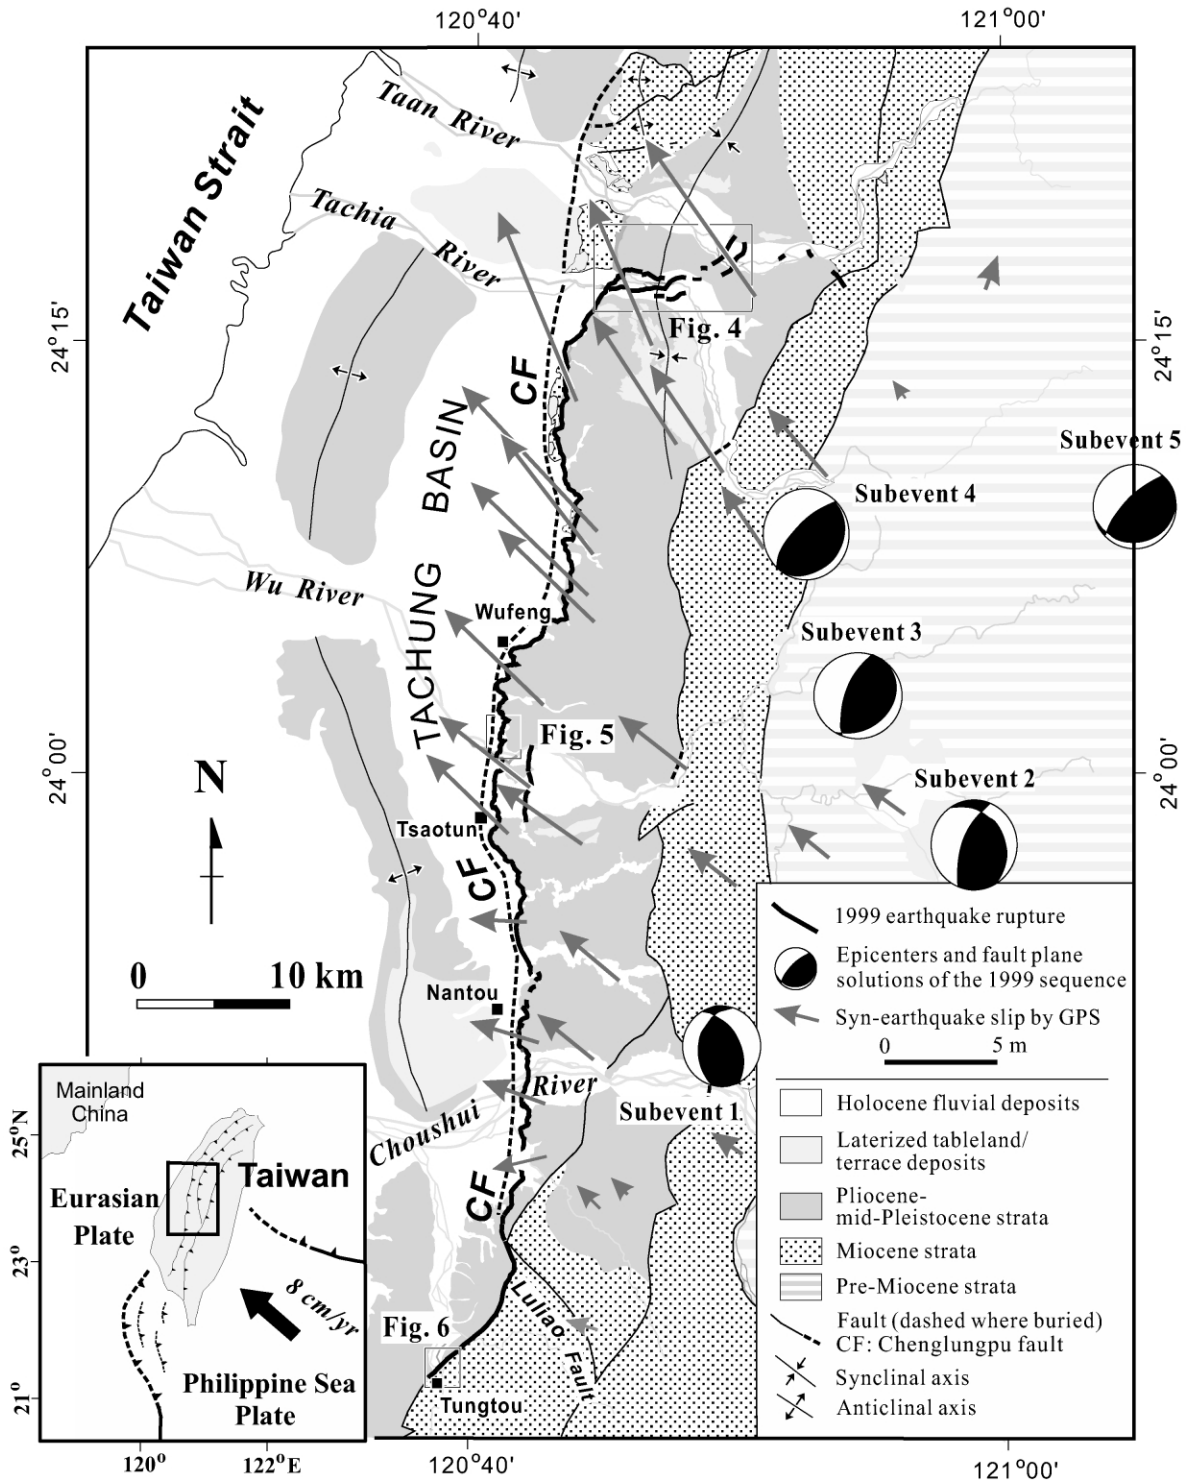 120°40'
121°00'
Taan River
Taiwan Strait
Tachia
River
Fig. 4
24°15'
24°15'
CF
TACHUNG BASIN
Subevent 5
Subevent 4
Wu River
Wufeng
Subevent 3
Fig. 5
24°00'
24°00'
N
Subevent 2
Tsaotun
CF
0 10 km
Nantou
River
Choushui
Subevent 1
CF
Luliao Fault
Fig. 6
Tungtou
1999 earthquake rupture
Epicenters and fault plane
solutions of the 1999 sequence
Syn-earthquake slip by GPS
0 5 m
Holocene fluvial deposits
Laterized tableland/
terrace deposits
Pliocene-
mid-Pleistocene strata
Miocene strata
Pre-Miocene strata
Fault (dashed where buried)
CF: Chenglungpu fault
Synclinal axis
Anticlinal axis
Mainland
China
25°N
Taiwan
Eurasian
Plate
23°
8 cm/yr
Philippine Sea
Plate
21°
120°
122°E
120°40'
121°00'